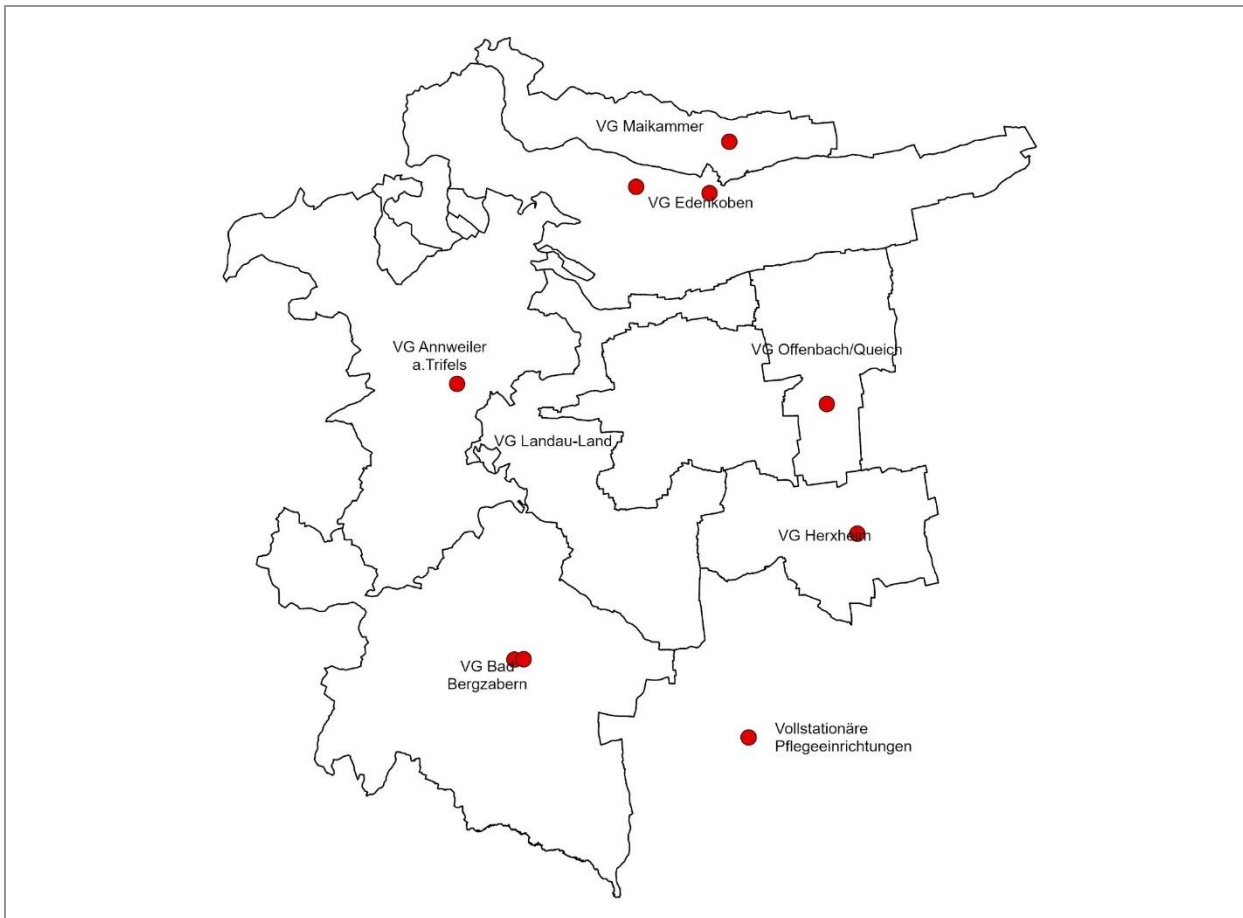 VG Maikammer
VG Edenkoben
VG Annweiler
a.Trifels
VG Offenbach/Queich
VG Landau-Land
VG Herxheim
VG Bad
Bergzabern
Vollstationäre
Pflegeeinrichtungen